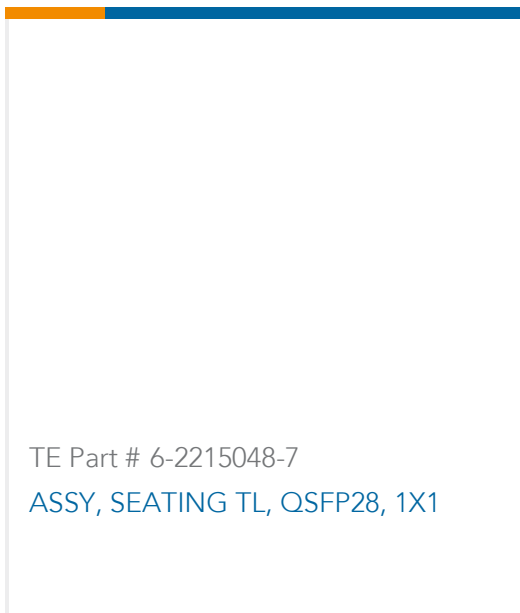 TE Part # 6-2215048-7
ASSY, SEATING TL, QSFP28, 1X1